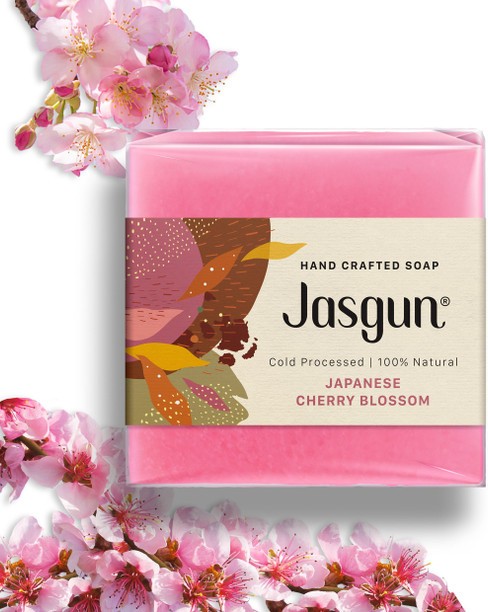 HAND CRAFTED SOAP
Jasgun®
Cold Processed | 100% Natural
JAPANESE
CHERRY BLOSSOM